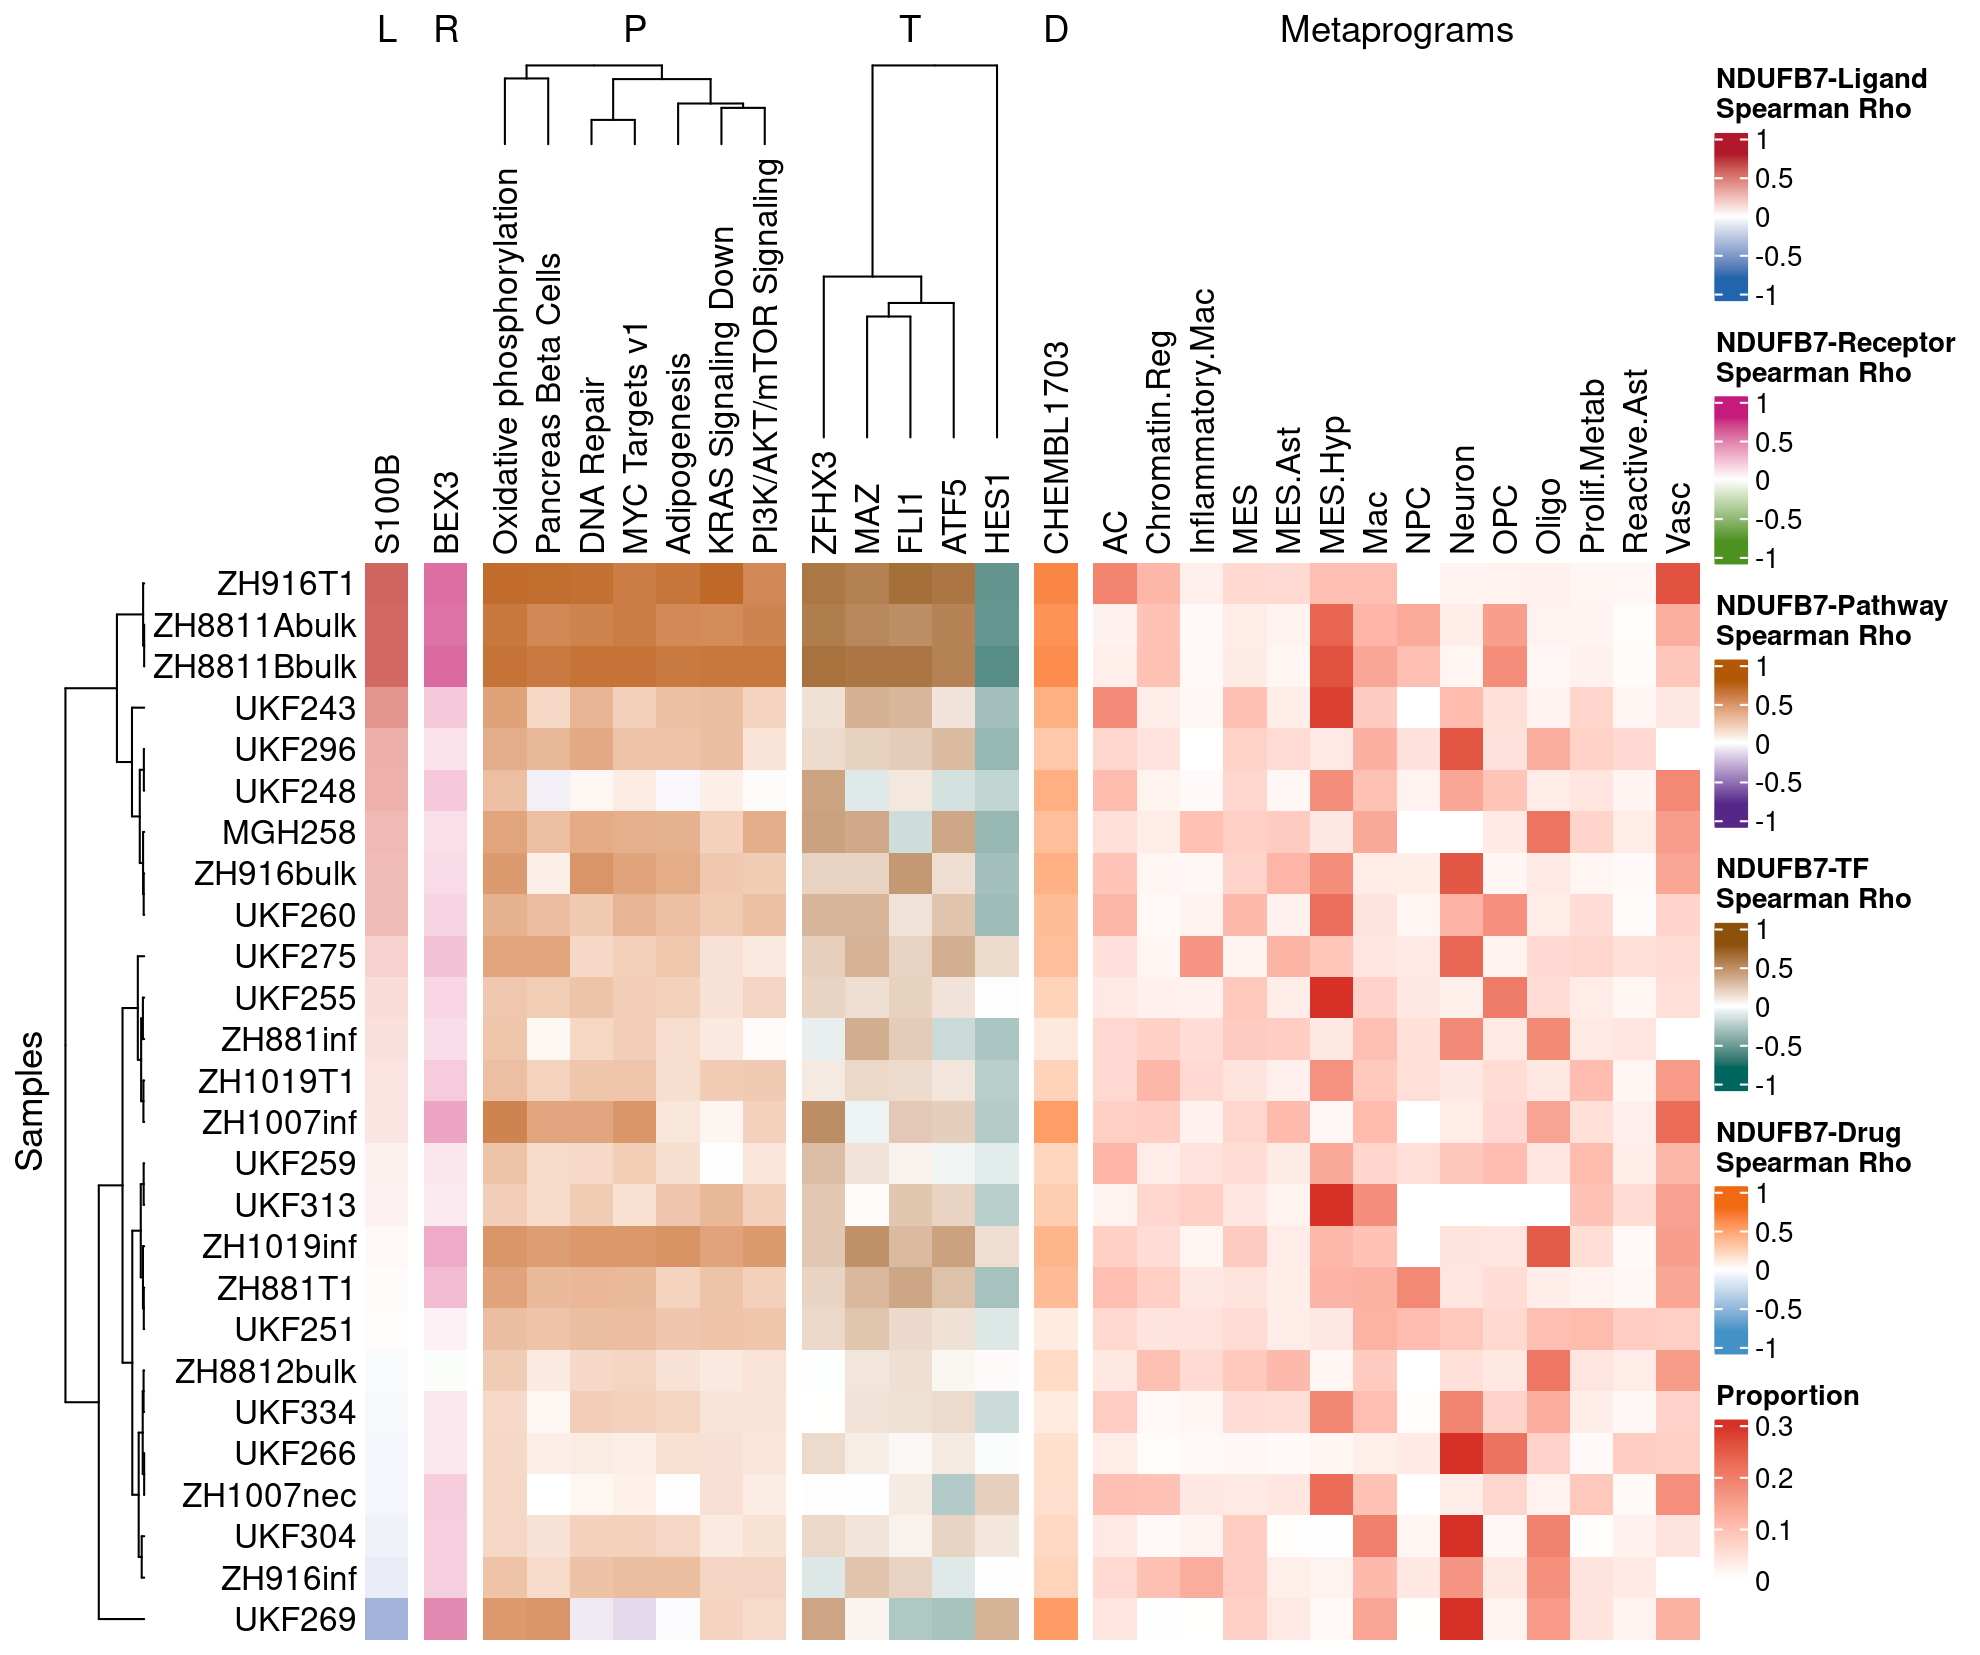 L R P T D Metaprograms
S100B
BEX3
Oxidative phosphorylation
Pancreas Beta Cells
DNA Repair
MYC Targets v1
Adipogenesis
KRAS Signaling Down
PI3K/AKT/mTOR Signaling
ZFHX3
MAZ
FLI1
ATF5
HES1
CHEMBL1703
AC
Chromatin.Reg
Inflammatory.Mac
MES
MES.Ast
MES.Hyp
Mac
NPC
Neuron
OPC
Oligo
Prolif.Metab
Reactive.Ast
Vasc
Samples
ZH916T1
ZH8811Abulk
ZH8811Bbulk
UKF243
UKF296
UKF248
MGH258
ZH916bulk
UKF260
UKF275
UKF255
ZH881inf
ZH1019T1
ZH1007inf
UKF259
UKF313
ZH1019inf
ZH881T1
UKF251
ZH8812bulk
UKF334
UKF266
ZH1007nec
UKF304
ZH916inf
UKF269
NDUFB7-Ligand
Spearman Rho
1
0.5
0
-0.5
-1
NDUFB7-Receptor
Spearman Rho
1
0.5
0
-0.5
-1
NDUFB7-Pathway
Spearman Rho
1
0.5
0
-0.5
-1
NDUFB7-TF
Spearman Rho
1
0.5
0
-0.5
-1
NDUFB7-Drug
Spearman Rho
1
0.5
0
-0.5
-1
Proportion
0.3
0.2
0.1
0